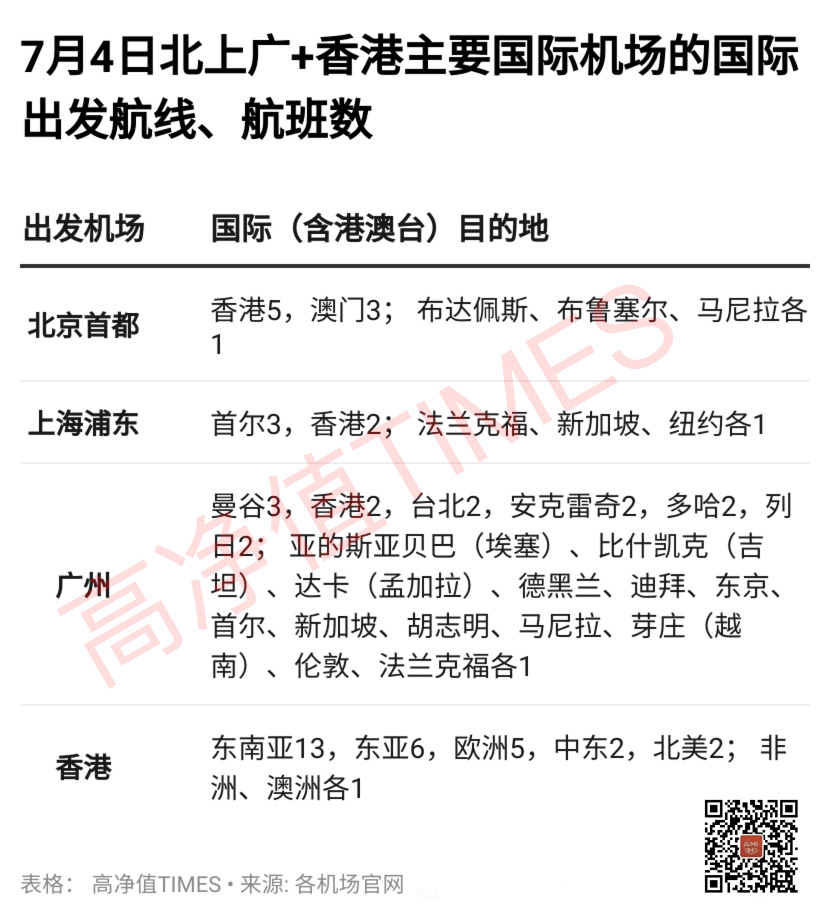 7月4日北上广+香港主要国际机场的国际
出发航线、航班数
出发机场 国际（含港澳台）目的地
北京首都 香港5，澳门3； 布达佩斯、布鲁塞尔、马尼拉各
1
上海浦东 首尔3，香港2； 法兰克福、新加坡、纽约各1
曼谷3，香港2，台北2，安克雷奇2，多哈2，列
日2； 亚的斯亚贝巴（埃塞）、比什凯克（吉
广州 坦）、达卡（孟加拉）、德黑兰、迪拜、东京、
首尔、新加坡、胡志明、马尼拉、芽庄（越
南）、伦敦、法兰克福各1
香港 东南亚13，东亚6，欧洲5，中东2，北美2； 非
洲、澳洲各1
高净值TIMES
表格： 高净值TIMES • 来源: 各机场官网